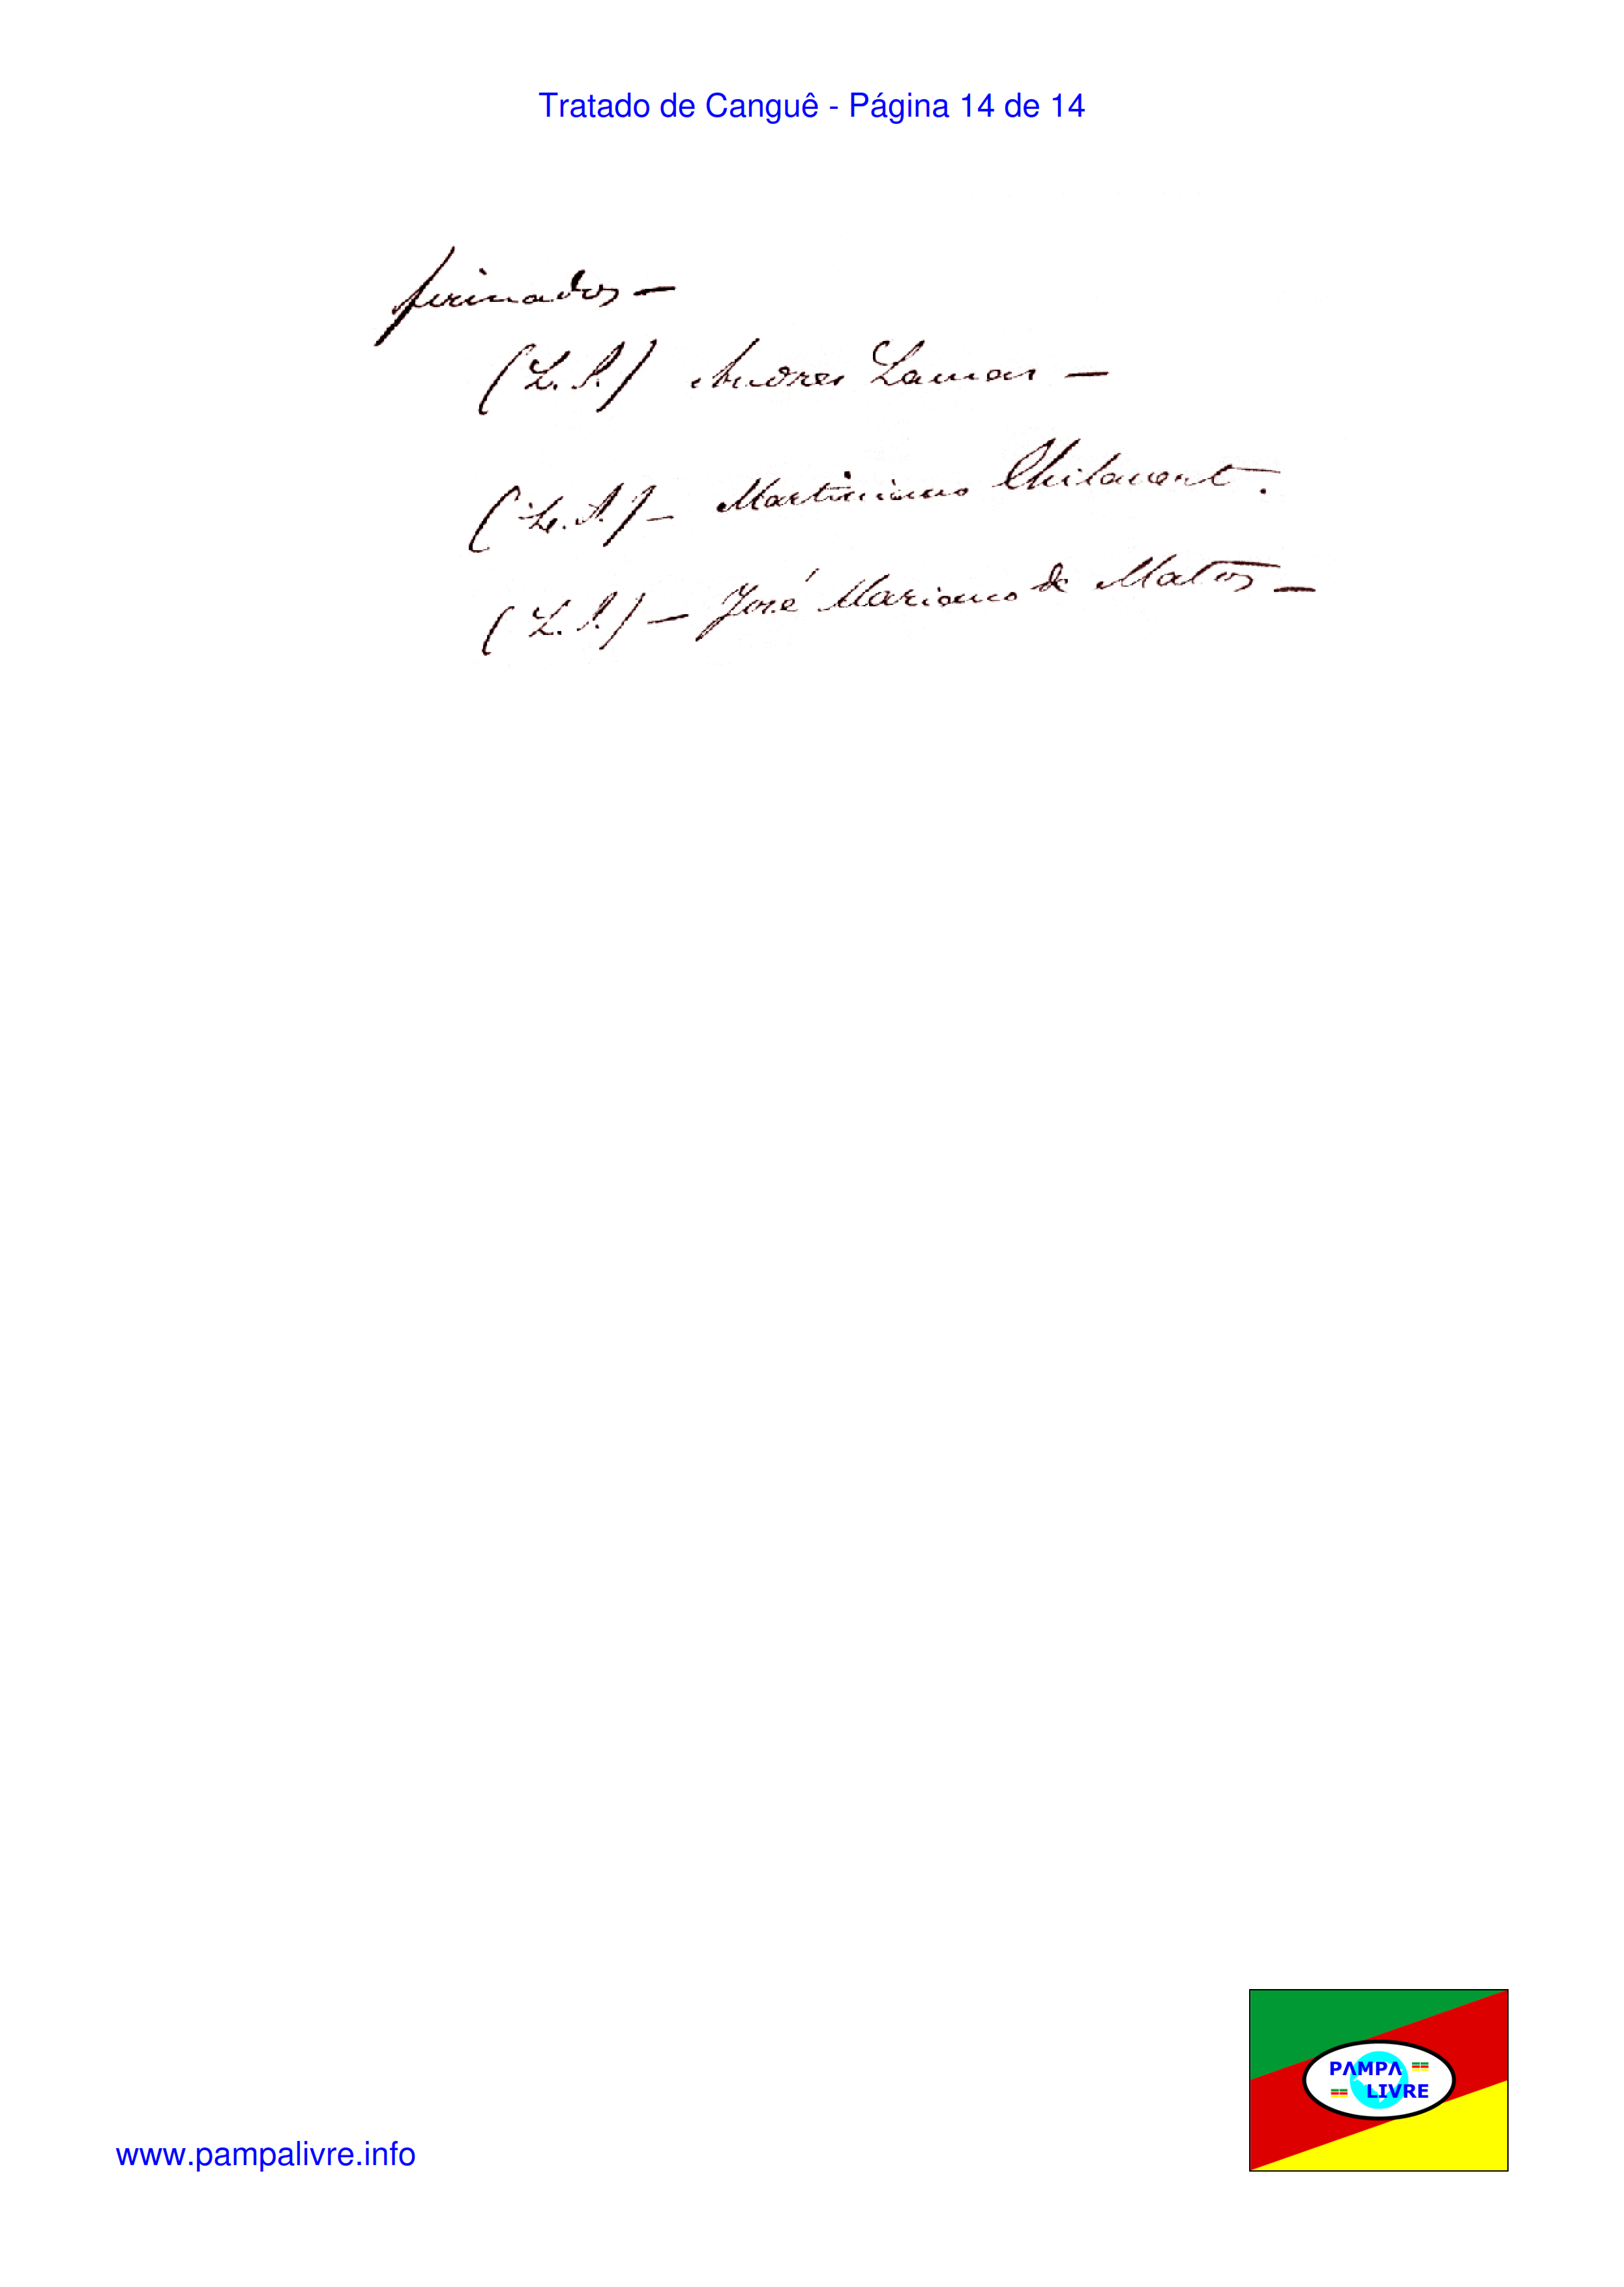 Tratado de Canguê - Página 14 de 14
firmados —
(L. S.) Andres Lamas —
(L. S.) — Martiniano Chilavert.
(L. S.) — José Mariano de Mattos —
PAMPA
LIVRE
www.pampalivre.info